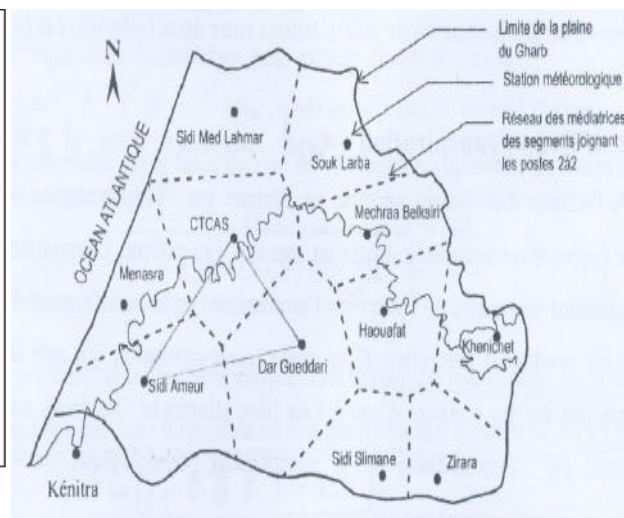 Limite de la plaine
du Gharb
Station météorologique
Réseau des médiatrices
des segments joignant
les postes 2à2
N
OCEAN ATLANTIQUE
Sidi Med Lahmar
Souk Larba
CTCAS
Mechraa Belksiri
Menasra
Haouafat
Khenichet
Dar Gueddari
Sidi Ameur
Sidi Slimane
Zirara
Kénitra